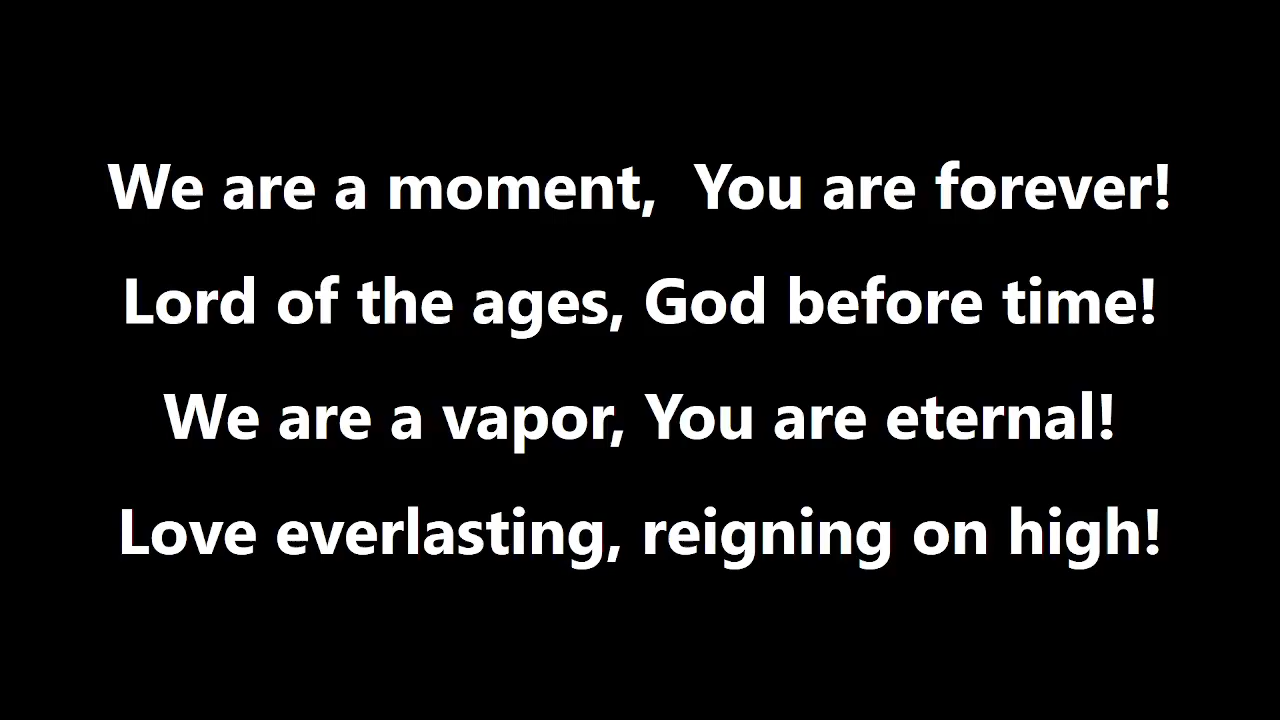 We are a moment,  You are forever!
Lord of the ages, God before time!
We are a vapor, You are eternal!
Love everlasting, reigning on high!